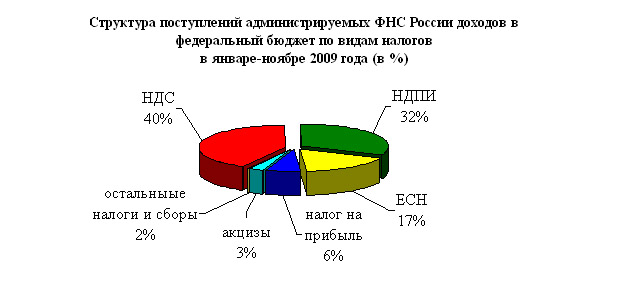 Структура поступлений администрируемых ФНС России доходов в
федеральный бюджет по видам налогов
в январе-ноябре 2009 года (в %)
НДС
40%
НДПИ
32%
ЕСН
17%
налог на
прибыль
6%
акцизы
3%
остальныые
налоги и сборы
2%